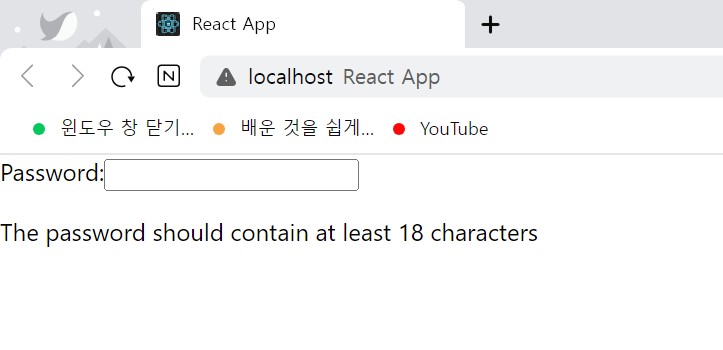 React App
N
localhost React App
윈도우 창 닫기... 배운 것을 쉽게... YouTube
Password:
The password should contain at least 18 characters